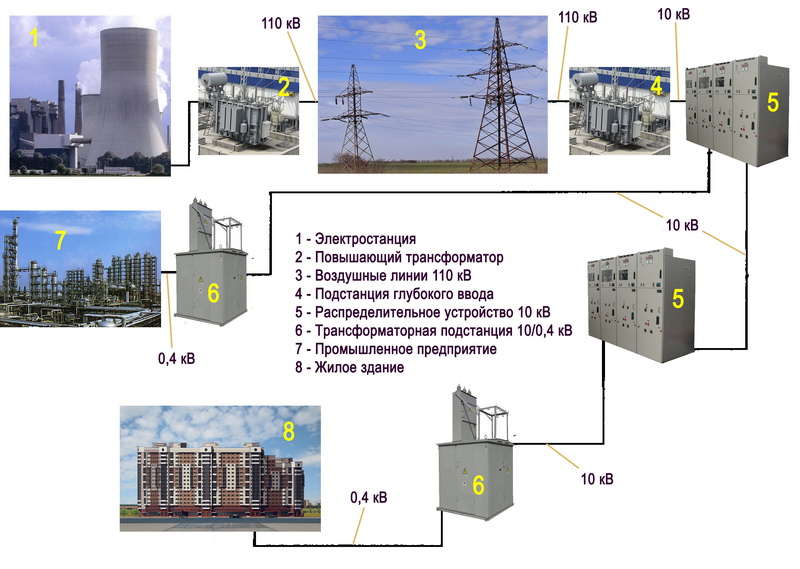 1
110 кВ
2
3
110 кВ
4
10 кВ
5
7
6
10 кВ
0,4 кВ
1 - Электростанция
2 - Повышающий трансформатор
3 - Воздушные линии 110 кВ
4 - Подстанция глубокого ввода
5 - Распределительное устройство 10 кВ
6 - Трансформаторная подстанция 10/0,4 кВ
7 - Промышленное предприятие
8 - Жилое здание
5
8
0,4 кВ
6
10 кВ